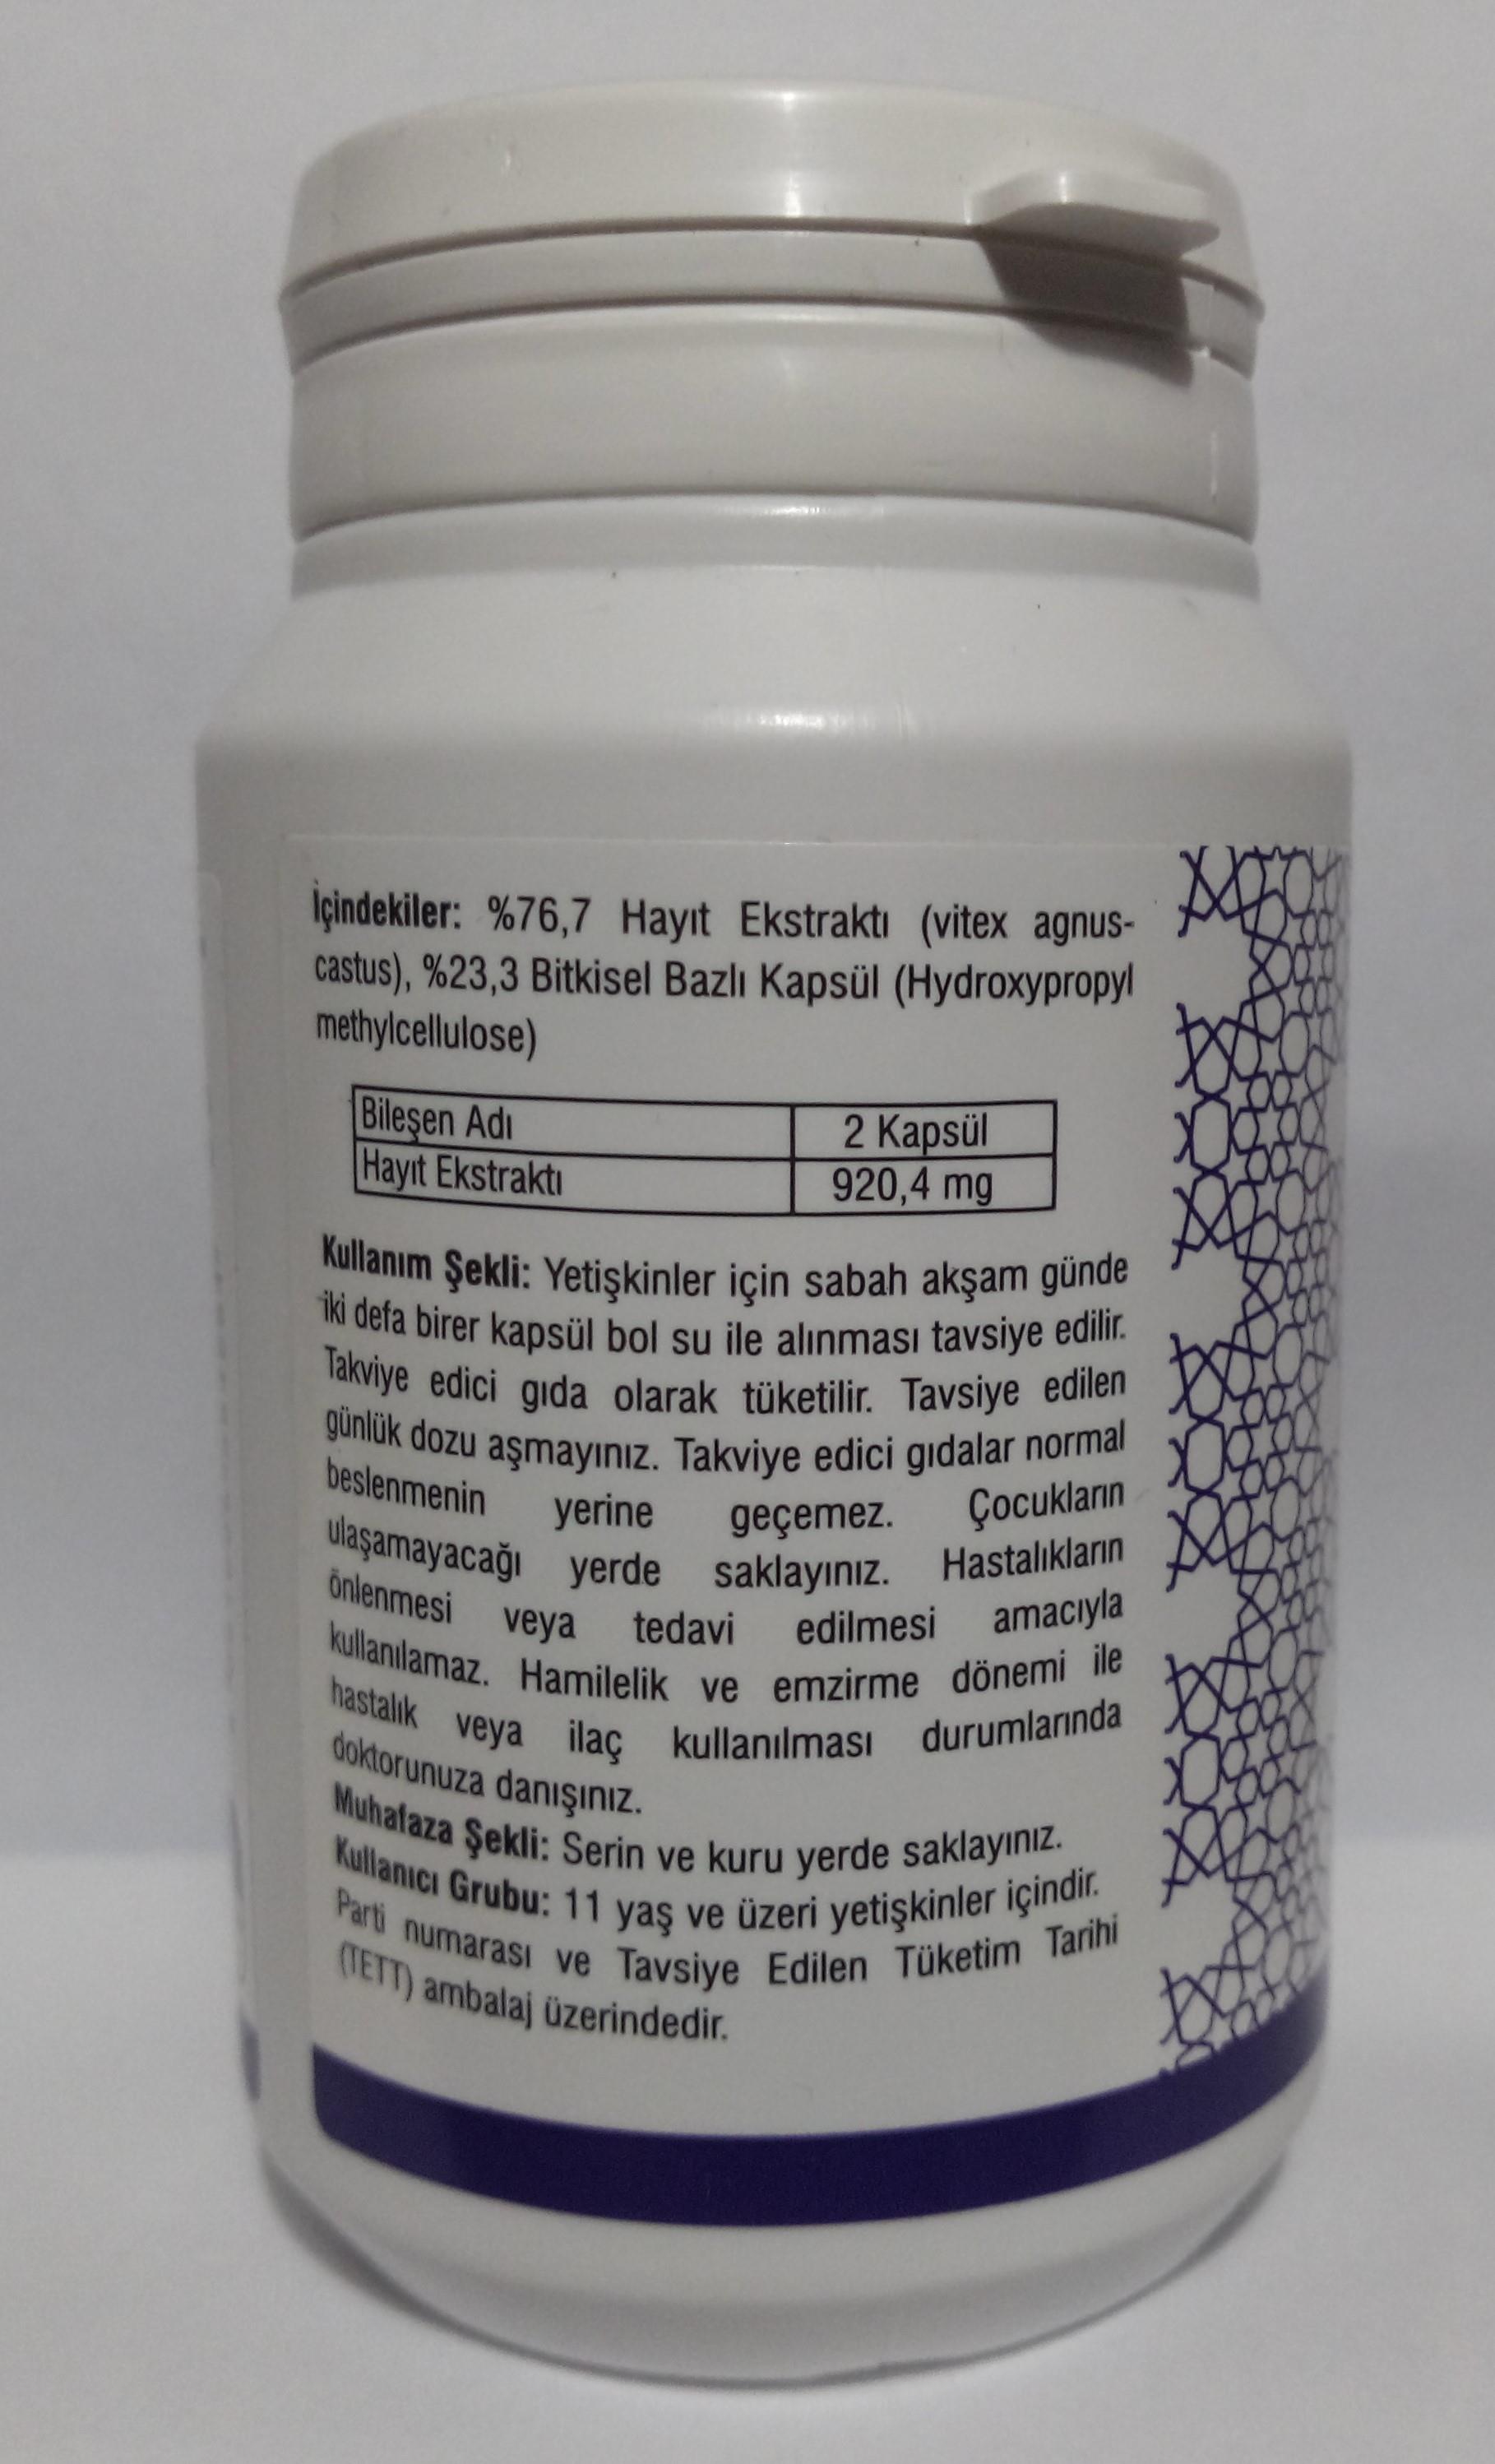 İçindekiler: %76,7 Hayıt Ekstraktı (vitex agnus-
castus), %23,3 Bitkisel Bazlı Kapsül (Hydroxypropyl
methylcellulose)
Bileşen Adı 2 Kapsül
Hayıt Ekstraktı 920,4 mg
Kullanım Şekli: Yetişkinler için sabah akşam günde
iki defa birer kapsül bol su ile alınması tavsiye edilir.
Takviye edici gıda olarak tüketilir. Tavsiye edilen
günlük dozu aşmayınız. Takviye edici gıdalar normal
beslenmenin yerine geçemez. Çocukların
ulaşamayacağı yerde saklayınız. Hastalıkların
önlenmesi veya tedavi edilmesi amacıyla
kullanılamaz. Hamilelik ve emzirme dönemi ile
hastalık veya ilaç kullanılması durumlarında
doktorunuza danışınız.
Muhafaza Şekli: Serin ve kuru yerde saklayınız.
Kullanıcı Grubu: 11 yaş ve üzeri yetişkinler içindir.
Parti numarası ve Tavsiye Edilen Tüketim Tarihi
(TETT) ambalaj üzerindedir.